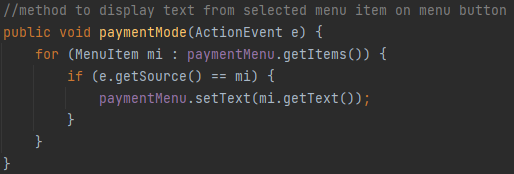 //method to display text from selected menu item on menu button
public void paymentMode(ActionEvent e) {
    for (MenuItem mi : paymentMenu.getItems()) {
        if (e.getSource() == mi) {
            paymentMenu.setText(mi.getText());
        }
    }
}